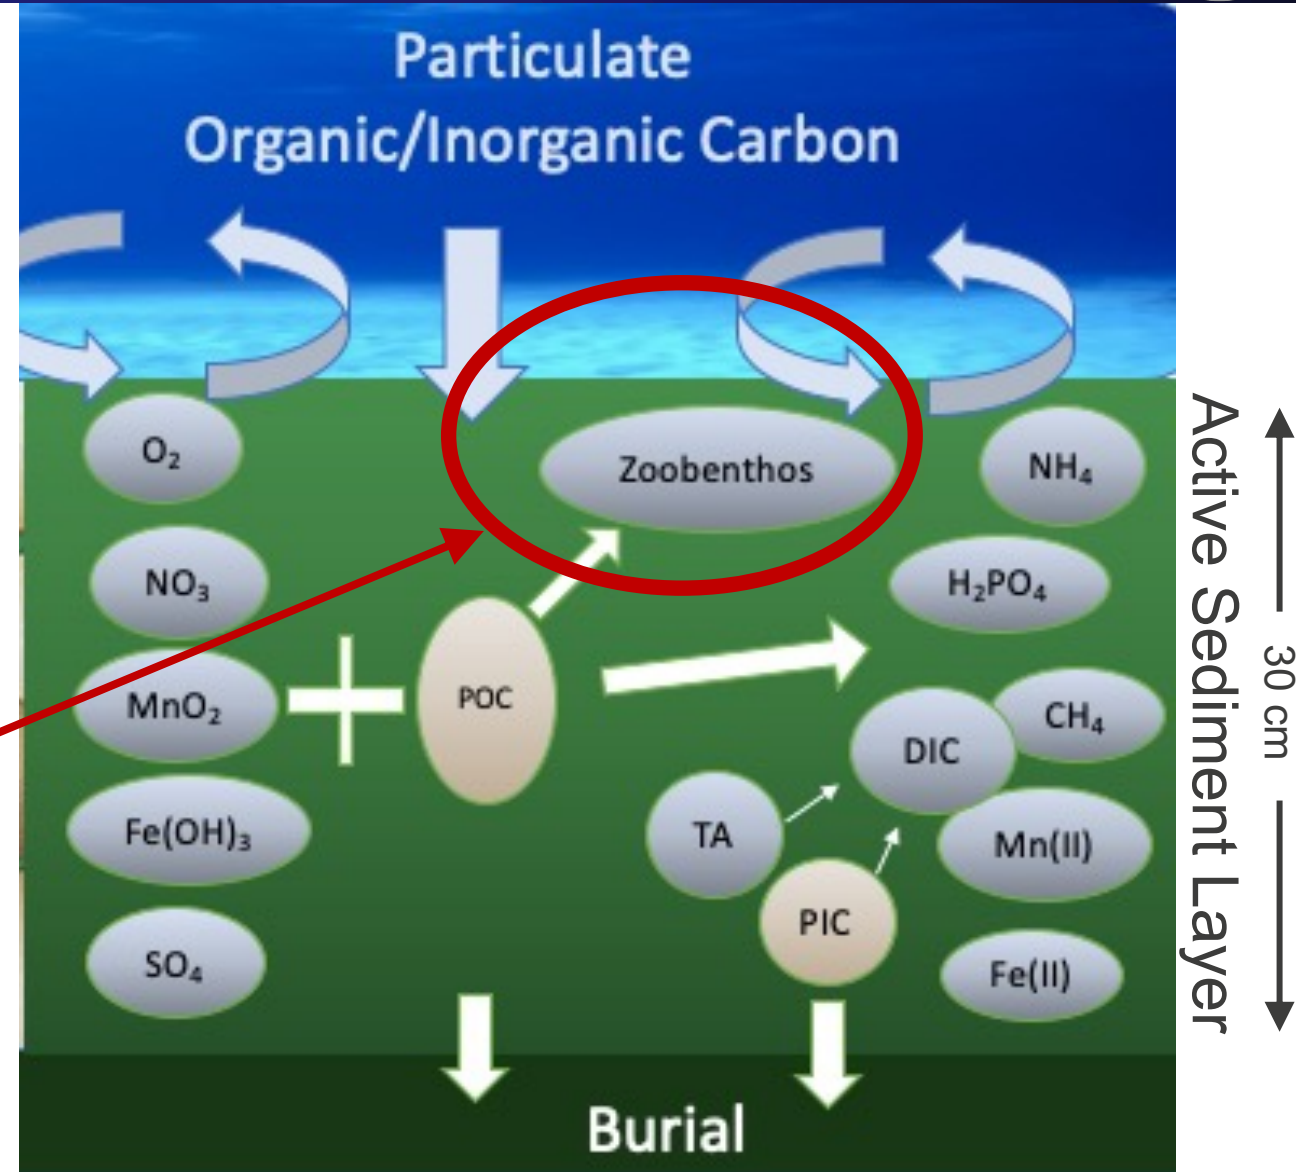 Particulate
Organic/Inorganic Carbon
O₂
Zoobenthos
NH₄
NO₃
H₂PO₄
MnO₂
POC
CH₄
DIC
Fe(OH)₃
TA
Mn(II)
PIC
SO₄
Fe(II)
Burial
Active Sediment Layer
30 cm